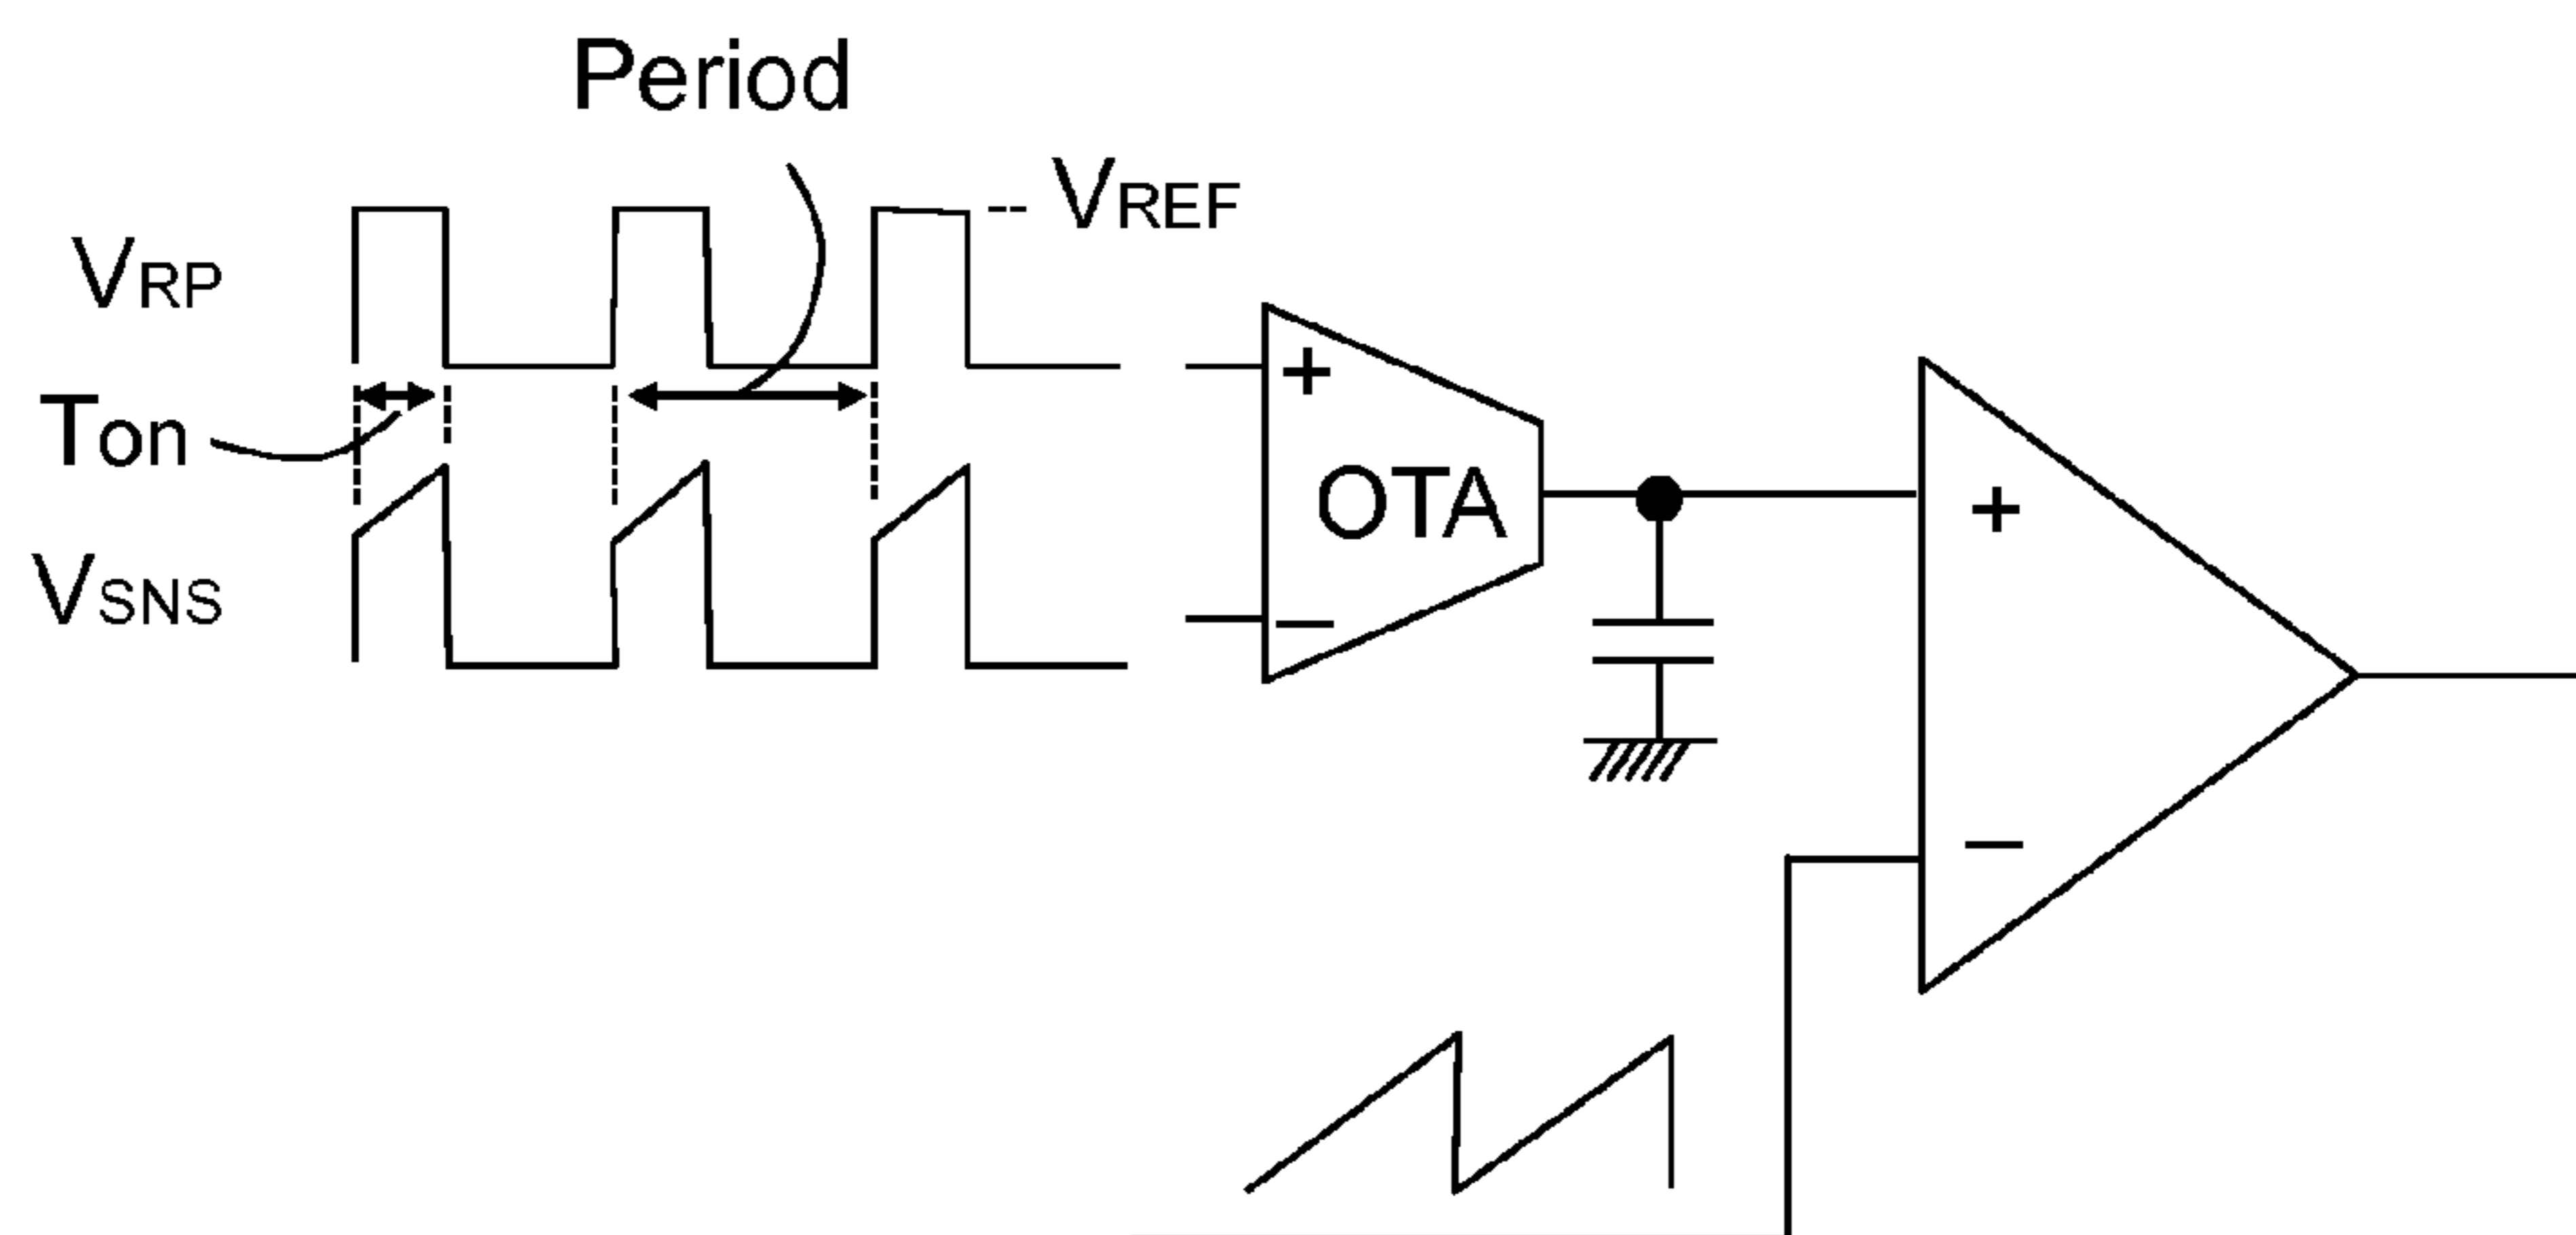 Period
VREF
VRP
Ton
VSNS
+
−
OTA
+
−